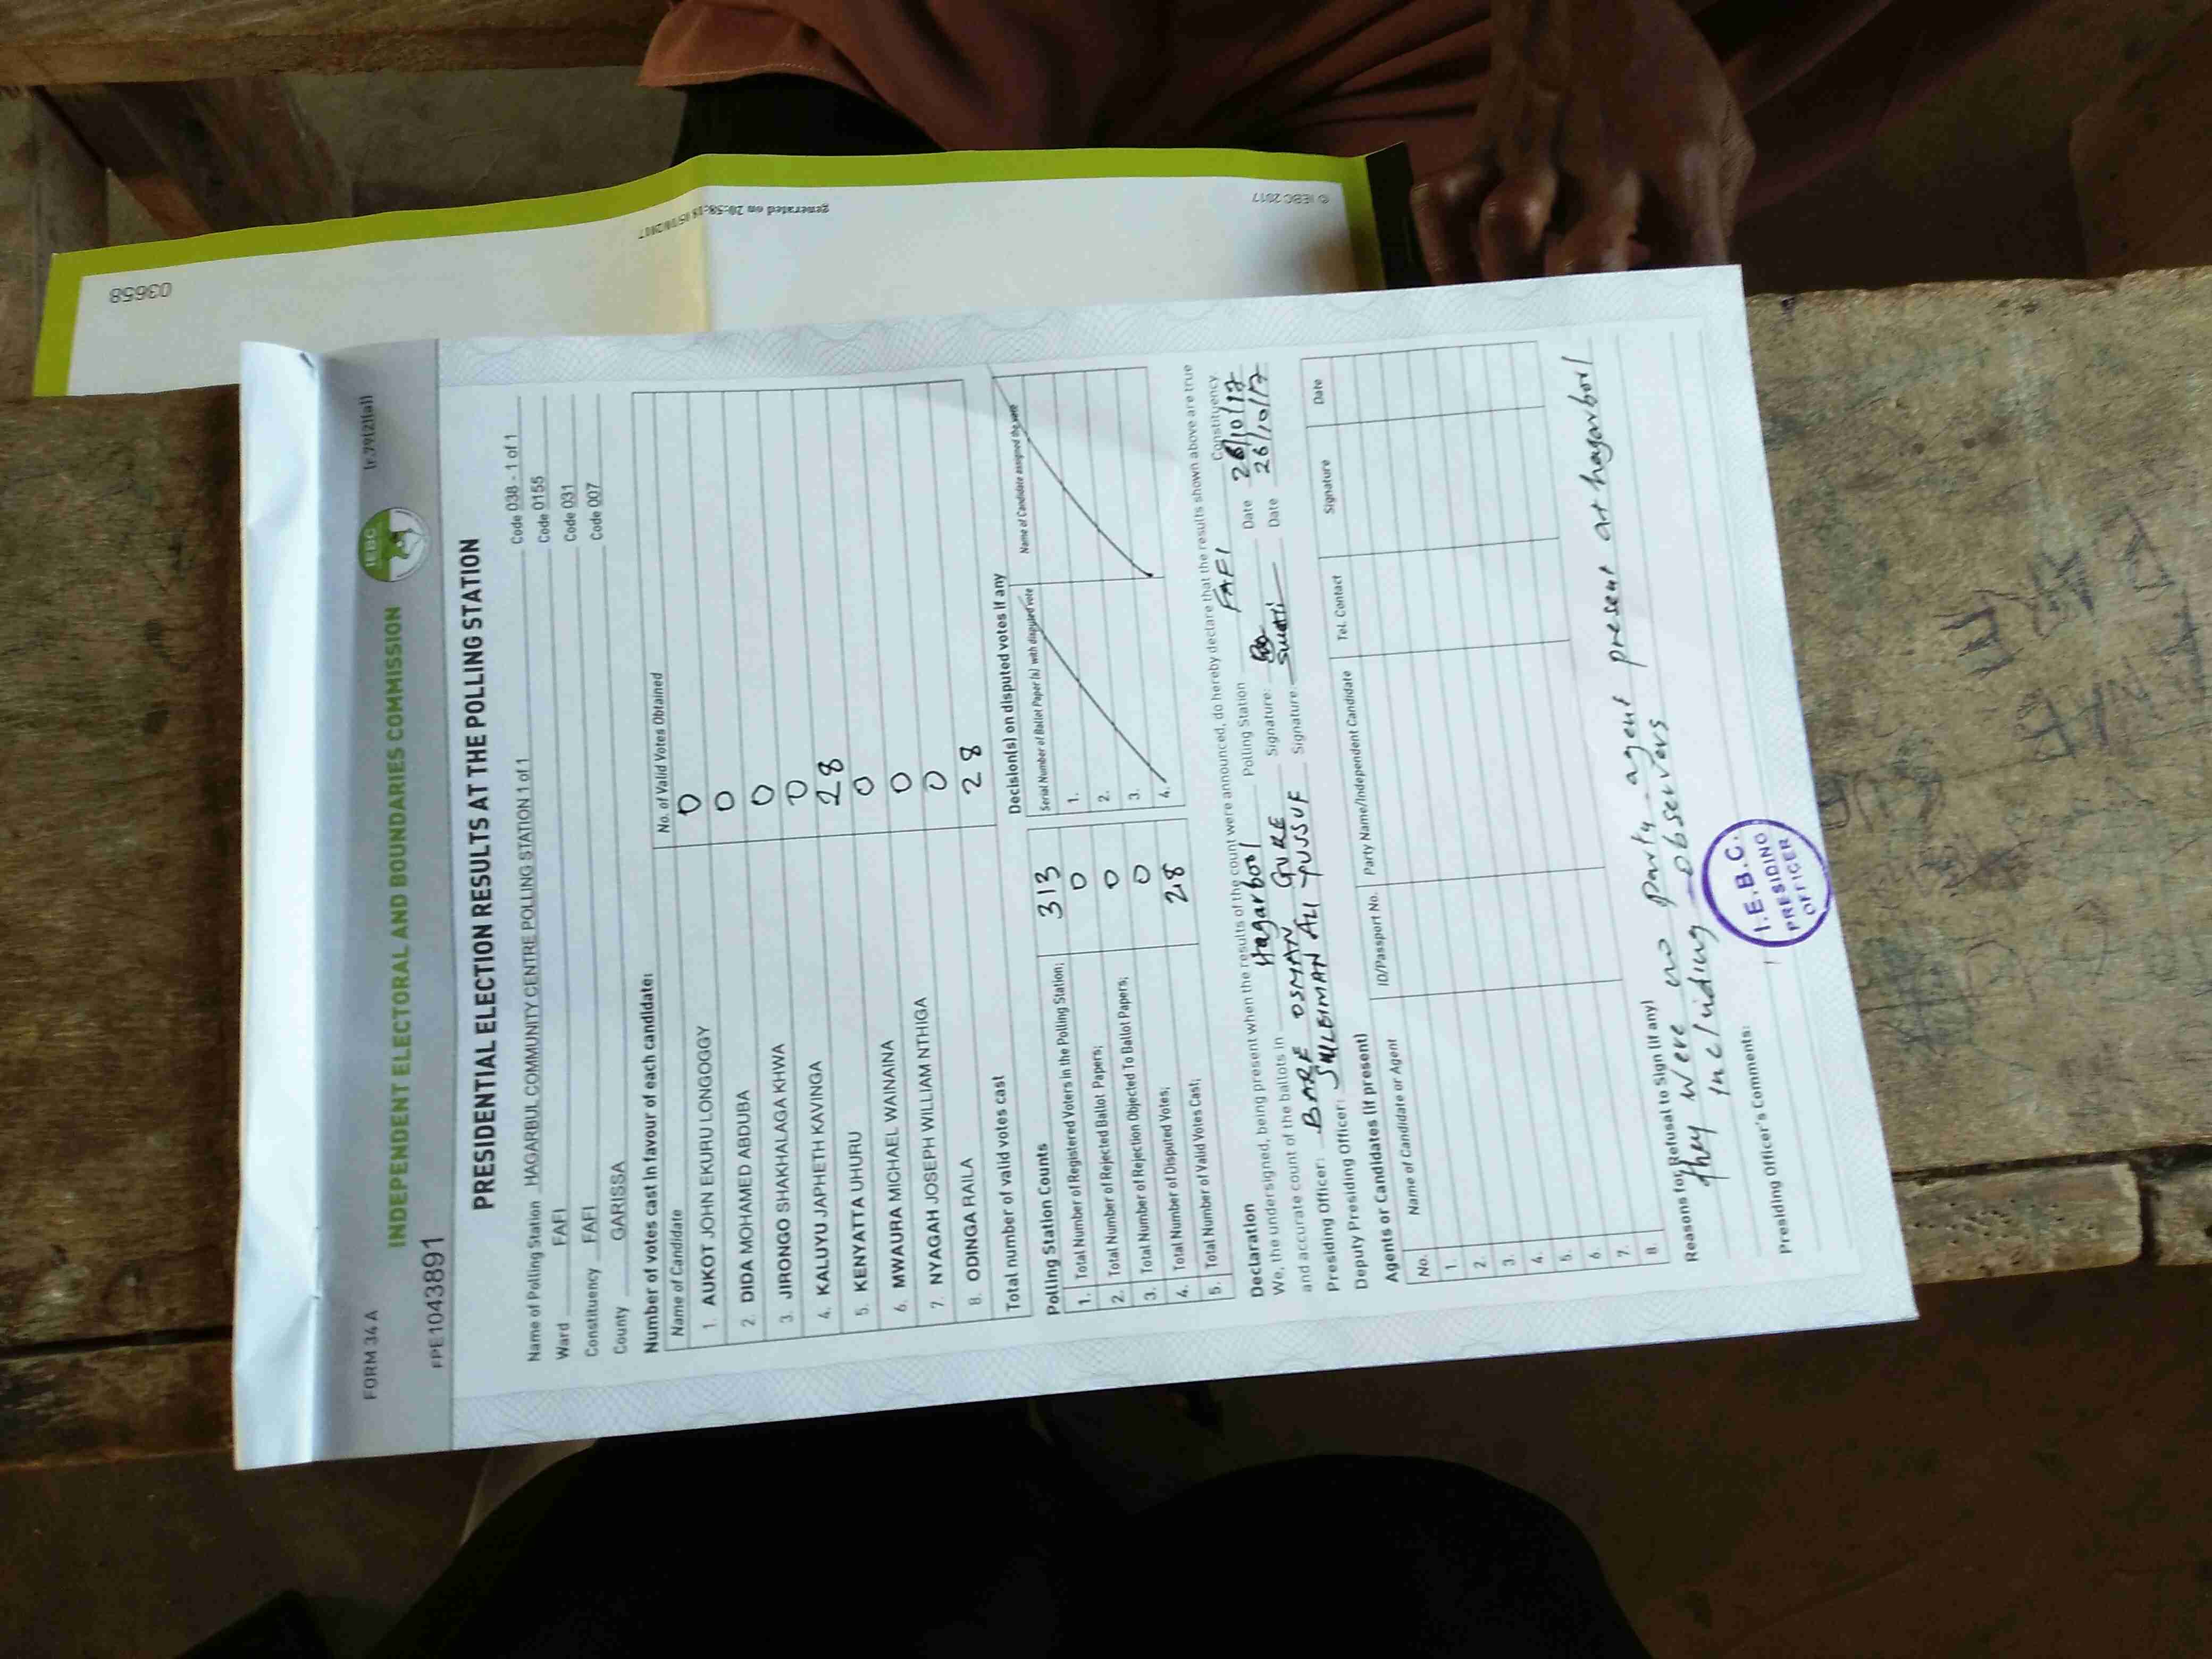 FORM 34 A
INDEPENDENT ELECTORAL AND BOUNDARIES COMMISSION
IEBC
(r.79(2)(a))
FPE1043891
PRESIDENTIAL ELECTION RESULTS AT THE POLLING STATION
Name of Polling Station HAGARBUL COMMUNITY CENTRE POLLING STATION 1 of 1 Code 038 - 1 of 1
Ward FAFI Code 0155
Constituency FAFI Code 031
County GARISSA Code 007
Number of votes cast in favour of each candidate:
Name of Candidate No. of Valid Votes Obtained
1. AUKOT JOHN EKURU LONGOGGY 0
2. DIDA MOHAMED ABDUBA 0
3. JIRONGO SHAKHALAGA KHWA 0
4. KALUYU JAPHETH KAVINGA 0
5. KENYATTA UHURU 28
6. MWAURA MICHAEL WAINAINA 0
7. NYAGAH JOSEPH WILLIAM NTHIGA 0
8. ODINGA RAILA 0
Total number of valid votes cast 28
Polling Station Counts
1. Total Number of Registered Voters in the Polling Station; 313
2. Total Number of Rejected Ballot Papers; 0
3. Total Number of Rejection Objected To Ballot Papers; 0
4. Total Number of Disputed Votes; 0
5. Total Number of Valid Votes Cast; 28
Decision(s) on disputed votes if any
Serial Number of Ballot Paper(s) with disputed vote Name of Candidate assigned the vote
1.
2.
3.
4.
Declaration
We, the undersigned, being present when the results of the count were announced, do hereby declare that the results shown above are true
and accurate count of the ballots in Hagarbool Polling Station FAFI Constituency.
Presiding Officer: BARE OSMAN GURE Signature: Date 26/10/17
Deputy Presiding Officer: SULLEIMAN ALI YUSSUF Signature: Date 26/10/17
Agents or Candidates (if present)
No. Name of Candidate or Agent ID/Passport No. Party Name/Independent Candidate Tel. Contact Signature Date
1.
2.
3.
4.
5.
6.
7.
8.
Reasons for Refusal to Sign (if any)
they were no party agent present at hagarbool
including observers
Presiding Officer's Comments:
I.E.B.C.
PRESIDING
OFFICER
03658
generated on 20:58:18 05/10/2017
© IEBC 2017